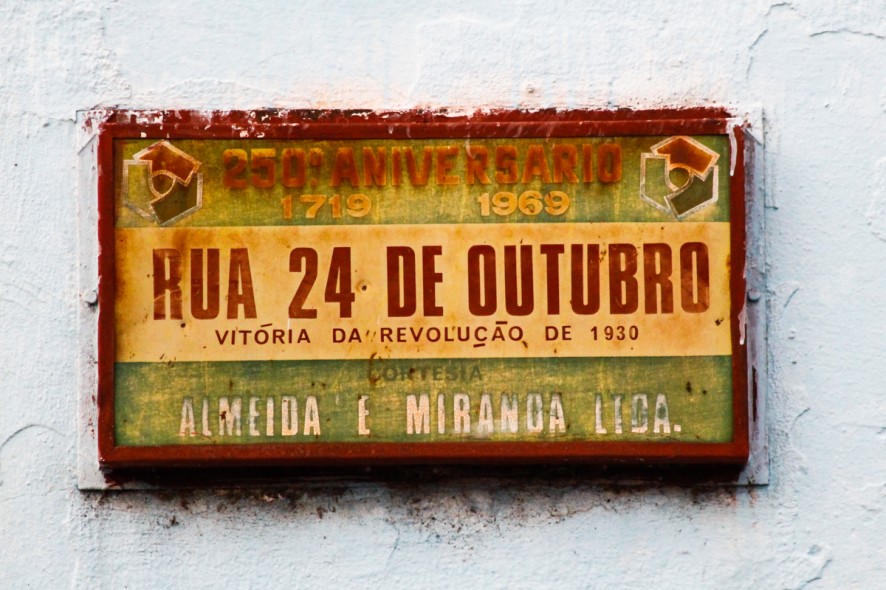 250º ANIVERSARIO
1719 1969
RUA 24 DE OUTUBRO
VITÓRIA DA REVOLUÇÃO DE 1930
CORTESIA
ALMEIDA E MIRANDA LTDA.